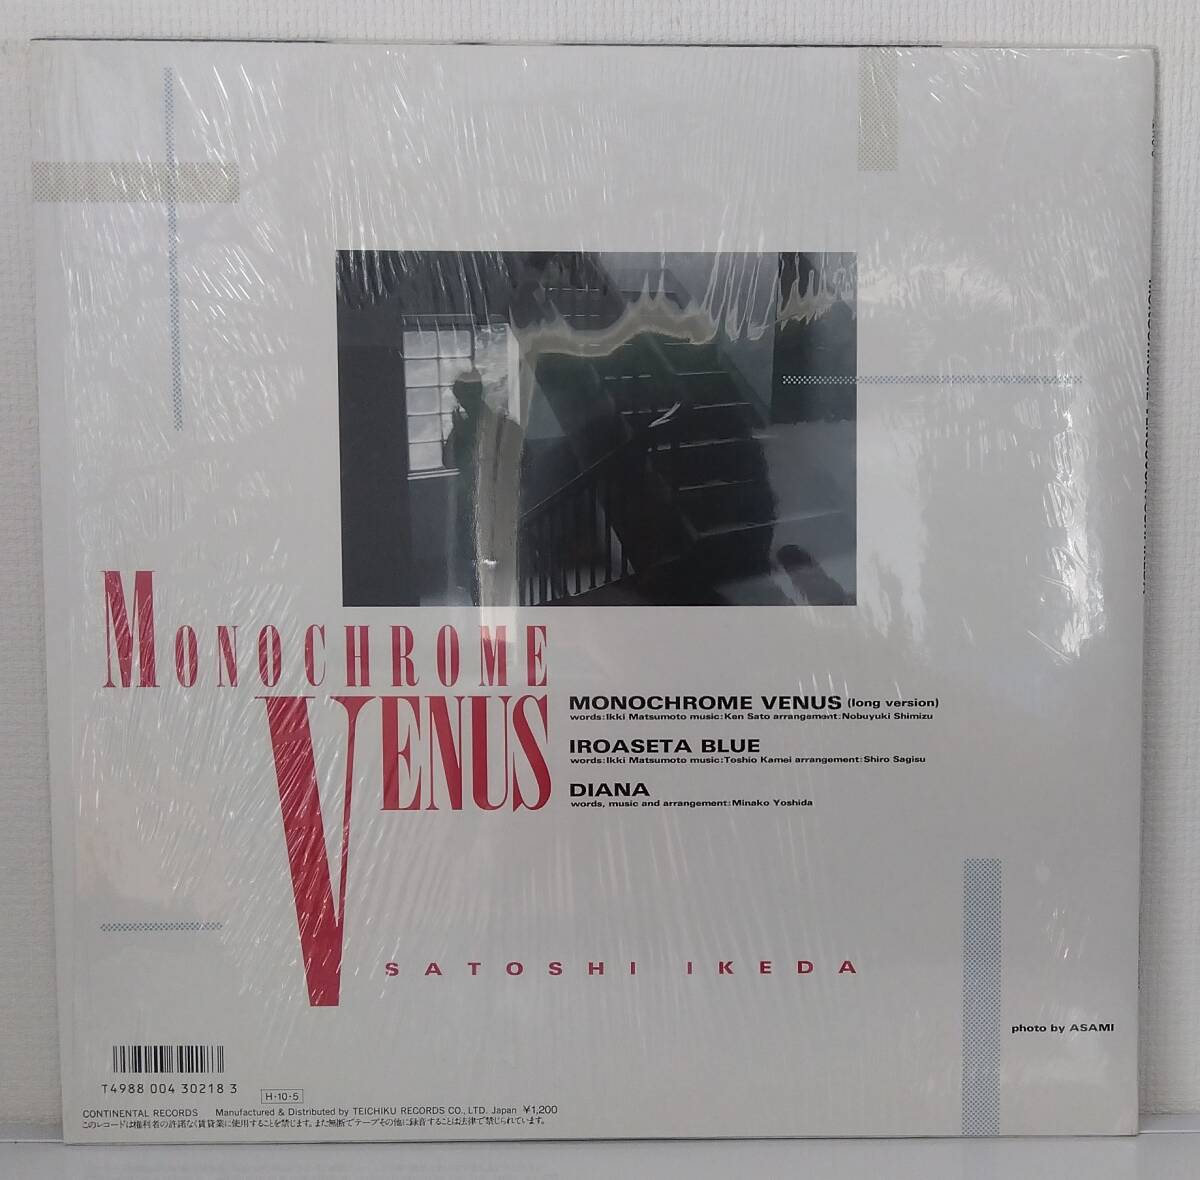 MONOCHROME
VENUS
MONOCHROME VENUS (long version)
words:Ikki Matsumoto music:Ken Sato arrangement:Nobuyuki Shimizu
IROASETA BLUE
words:Ikki Matsumoto music:Toshio Kamei arrangement:Shiro Sagisu
DIANA
words, music and arrangement:Minako Yoshida
SATOSHI IKEDA
photo by ASAMI
T4988 004 30218 3
H・10・5
CONTINENTAL RECORDS Manufactured & Distributed by TEICHIKU RECORDS CO., LTD. Japan ¥1,200
このレコードは権利者の許諾なく賃貸業に使用することを禁じます。また無断でテープその他に録音することは法律で禁じられています。